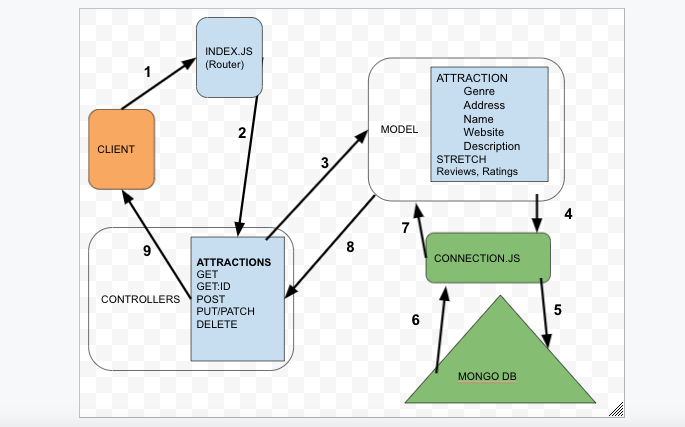 INDEX.JS
(Router)
1
2
CLIENT
3
MODEL
ATTRACTION
Genre
Address
Name
Website
Description
STRETCH
Reviews, Ratings
4
7
CONNECTION.JS
8
9
CONTROLLERS
ATTRACTIONS
GET
GET:ID
POST
PUT/PATCH
DELETE
5
6
MONGO DB